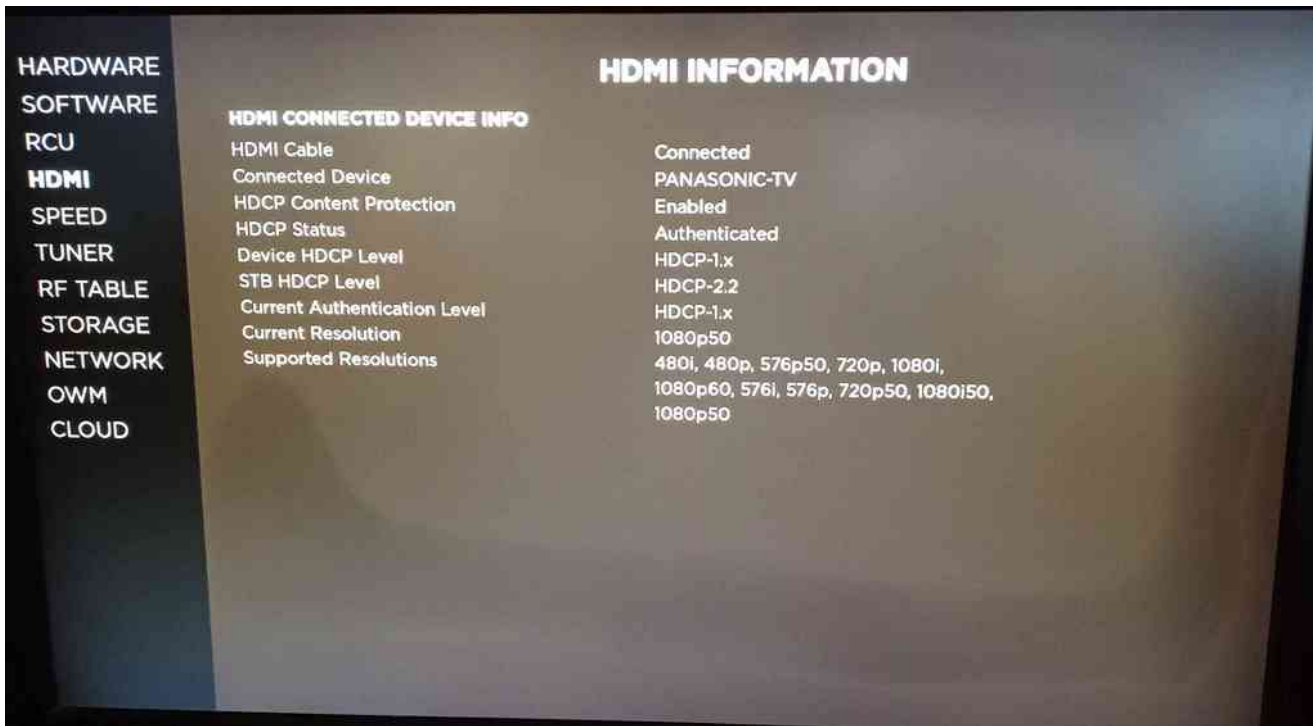 HDMI INFORMATION
HARDWARE
SOFTWARE
RCU
HDMI
SPEED
TUNER
RF TABLE
STORAGE
NETWORK
OWM
CLOUD
HDMI CONNECTED DEVICE INFO
HDMI Cable Connected
Connected Device PANASONIC-TV
HDCP Content Protection Enabled
HDCP Status Authenticated
Device HDCP Level HDCP-1.x
STB HDCP Level HDCP-2.2
Current Authentication Level HDCP-1.x
Current Resolution 1080p50
Supported Resolutions 480i, 480p, 576p50, 720p, 1080i,
1080p60, 576i, 576p, 720p50, 1080i50,
1080p50